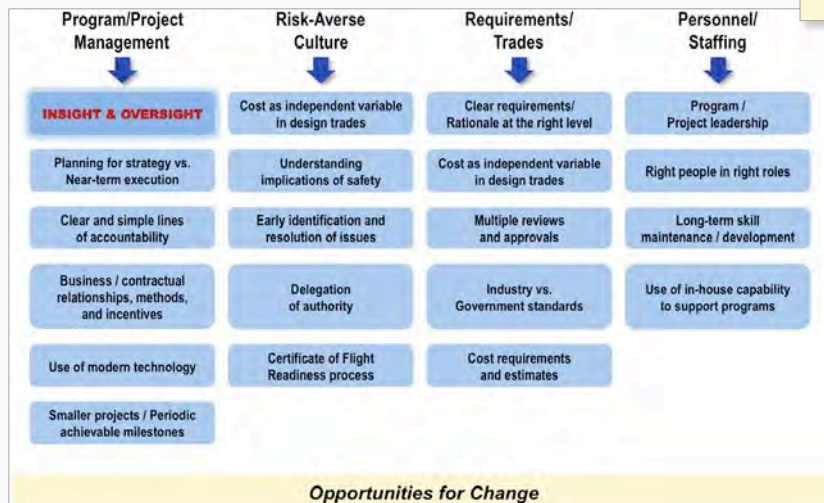 Program/Project
Management
Risk-Averse
Culture
Requirements/
Trades
Personnel/
Staffing
INSIGHT & OVERSIGHT
Planning for strategy vs.
Near-term execution
Clear and simple lines
of accountability
Business / contractual
relationships, methods,
and incentives
Use of modern technology
Smaller projects / Periodic
achievable milestones
Cost as independent variable
in design trades
Understanding
implications of safety
Early identification and
resolution of issues
Delegation
of authority
Certificate of Flight
Readiness process
Clear requirements/
Rationale at the right level
Cost as independent variable
in design trades
Multiple reviews
and approvals
Industry vs.
Government standards
Cost requirements
and estimates
Program /
Project leadership
Right people in right roles
Long-term skill
maintenance / development
Use of in-house capability
to support programs
Opportunities for Change